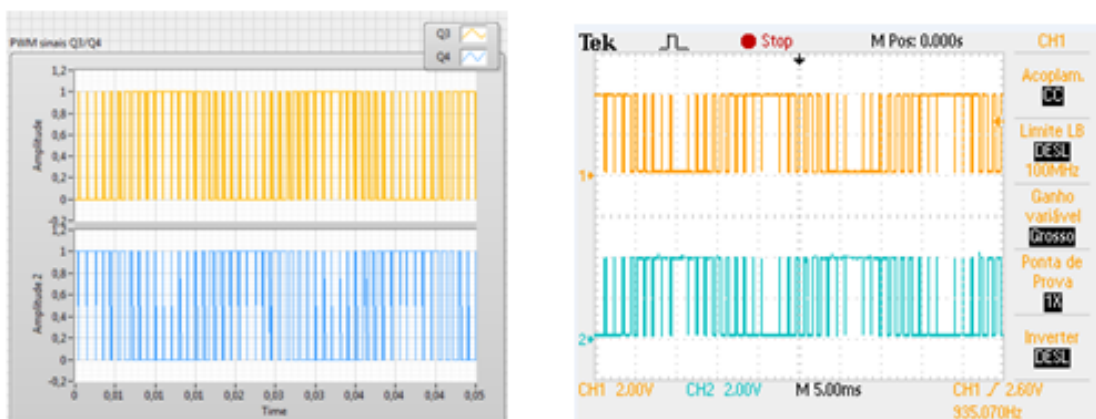 PWM sinais Q3/Q4
Q3
Q4
1,2
1
0,8
0,6
0,4
0,2
0
-0,2
Amplitude
1,2
1
0,8
0,6
0,4
0,2
0
-0,2
Amplitude 2
0 0,01 0,01 0,01 0,02 0,03 0,03 0,04 0,04 0,05
Time
Tek Stop M Pos: 0.000s CH1
Acoplam.
CC
Limite LB
DESL
100MHz
Ganho
variável
Grosso
Ponta de
Prova
1X
Inverter
DESL
1
2
CH1 2.00V CH2 2.00V M 5.00ms CH1 2.60V
935.070Hz